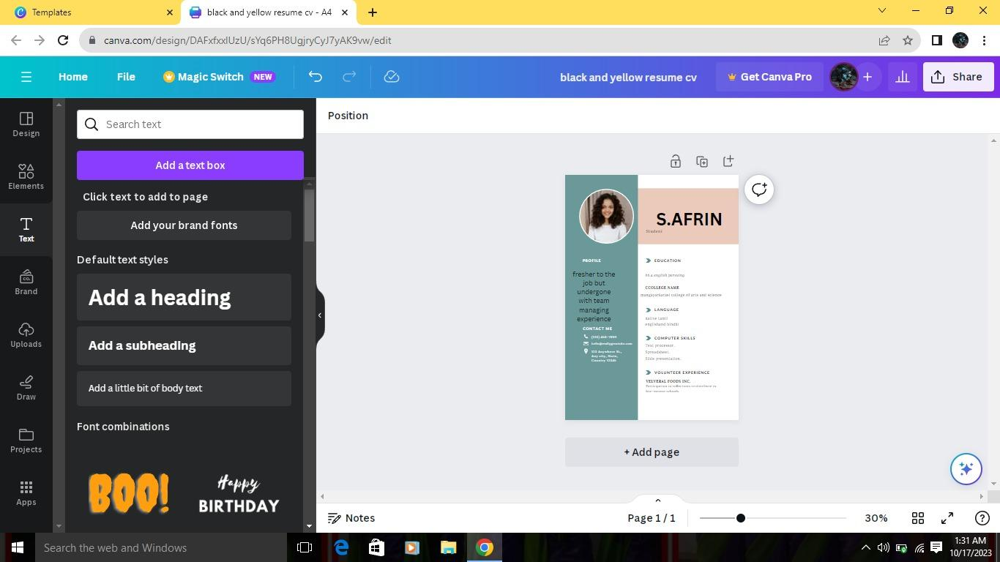 Templates
black and yellow resume cv - A4
canva.com/design/DAFxfxxlUzU/sYq6PH8UgjryCyJ7yAK9vw/edit
Home
File
Magic Switch
NEW
black and yellow resume cv
Get Canva Pro
Share
Design
Elements
Text
Brand
Uploads
Draw
Projects
Apps
CO.
Search text
Add a text box
Click text to add to page
Add your brand fonts
Default text styles
Add a heading
Add a subheading
Add a little bit of body text
Font combinations
BOO!
Happy
BIRTHDAY
Position
S.AFRIN
Student
PROFILE
fresher to the
job but
undergone
with team
managing
experience
CONTACT ME
(123) 456-7890
hello@reallygreatsite.com
123 Anywhere St.,
Any city, State,
Country 12345
EDUCATION
ba.a english persuing
CCOLLEGE NAME
mangayarkarasi college of arts and science
LANGUAGE
native tamil
englishand hindhi
COMPUTER SKILLS
Text processor.
Spreadsheet.
Slide presentation.
VOLUNTEER EXPERIENCE
VELVERAL FOODS INC.
Participation in collections
low-income schools.
+ Add page
Notes
Page 1 / 1
30%
Search the web and Windows
1:31 AM
10/17/2023